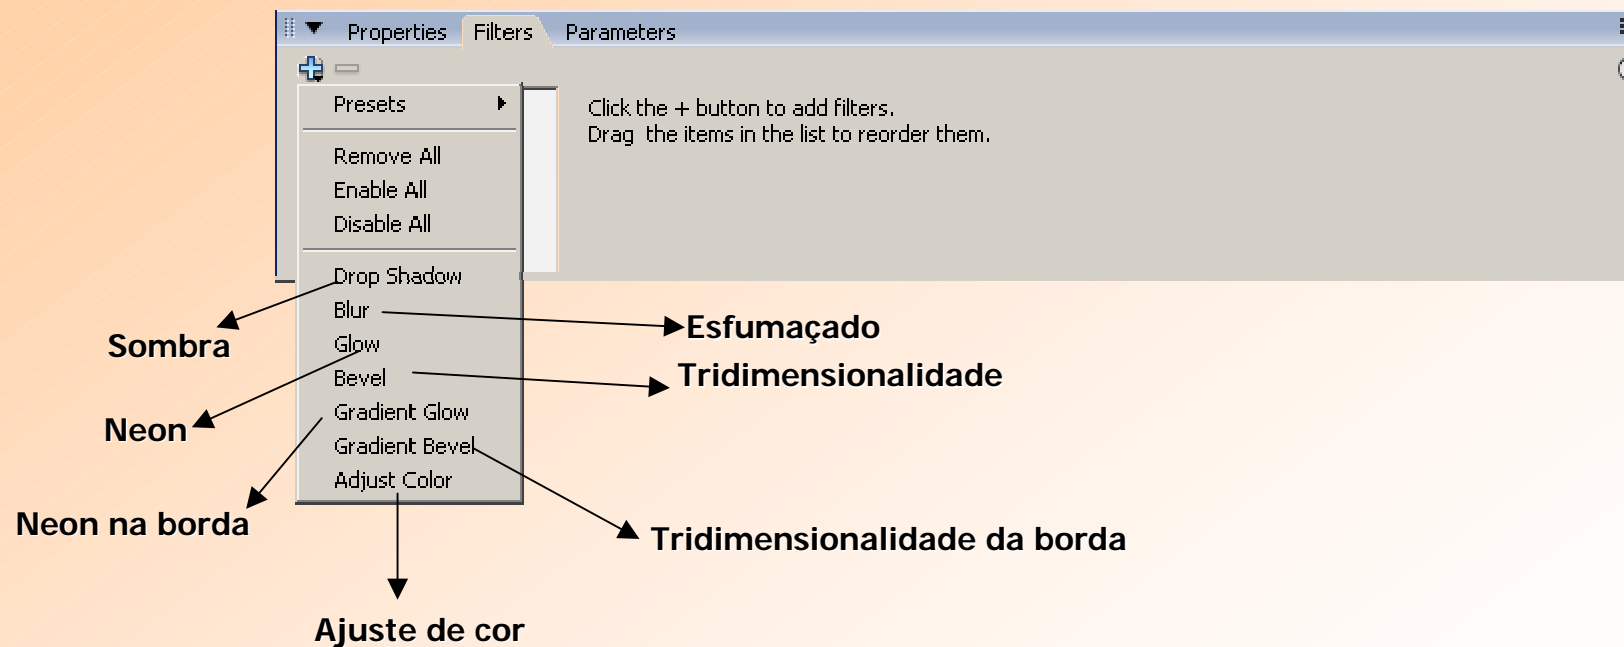 Properties Filters Parameters
Presets
Click the + button to add filters.
Drag the items in the list to reorder them.
Remove All
Enable All
Disable All
Drop Shadow
Blur
Glow
Bevel
Gradient Glow
Gradient Bevel
Adjust Color
Sombra
Esfumaçado
Tridimensionalidade
Neon
Neon na borda
Tridimensionalidade da borda
Ajuste de cor